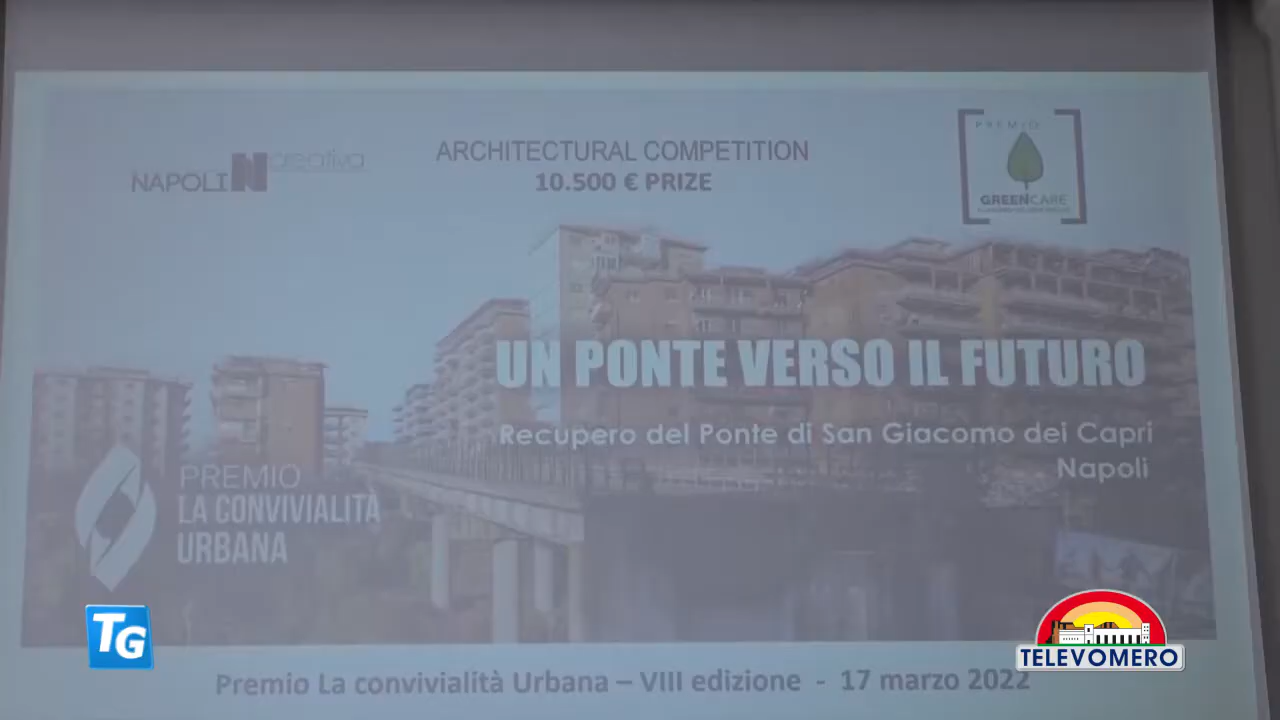 ARCHITECTURAL COMPETITION
10.500 € PRIZE
NAPOLI N creativa
PREMIO
GREENCARE
UN PONTE VERSO IL FUTURO
Recupero del Ponte di San Giacomo dei Capri
Napoli
PREMIO
LA CONVIVIALITÀ
URBANA
TG
TELEVOMERO
Premio La convivialità Urbana – VIII edizione - 17 marzo 2022